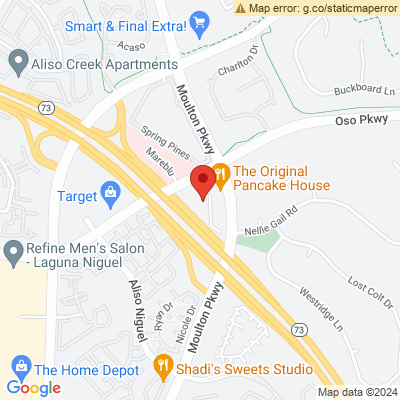 Map error: g.co/staticmaperror
Smart & Final Extra!
Acaso
Charlton Dr
Aliso Creek Apartments
Buckboard Ln
Moulton Pkwy
73
Oso Pkwy
Spring Pines
Mareblu
73
The Original
Pancake House
Target
Nellie Gail Rd
Refine Men's Salon
- Laguna Niguel
Aliso Niguel
Ryan Dr
Nicole Dr
Moulton Pkwy
Lost Colt Dr
Westridge Ln
73
The Home Depot
Shadi's Sweets Studio
Google
Map data ©2024